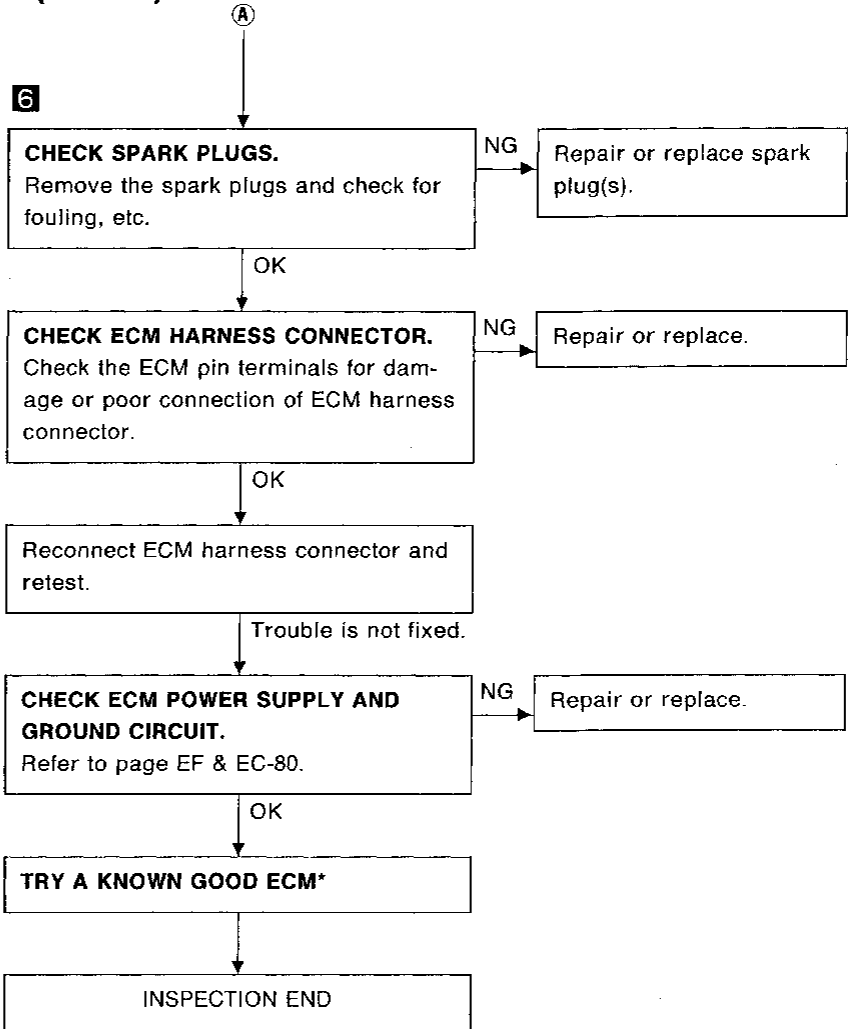 A
6
CHECK SPARK PLUGS.
Remove the spark plugs and check for
fouling, etc.
NG
Repair or replace spark
plug(s).
OK
CHECK ECM HARNESS CONNECTOR.
Check the ECM pin terminals for dam-
age or poor connection of ECM harness
connector.
NG
Repair or replace.
OK
Reconnect ECM harness connector and
retest.
Trouble is not fixed.
CHECK ECM POWER SUPPLY AND
GROUND CIRCUIT.
Refer to page EF & EC-80.
NG
Repair or replace.
OK
TRY A KNOWN GOOD ECM*
INSPECTION END